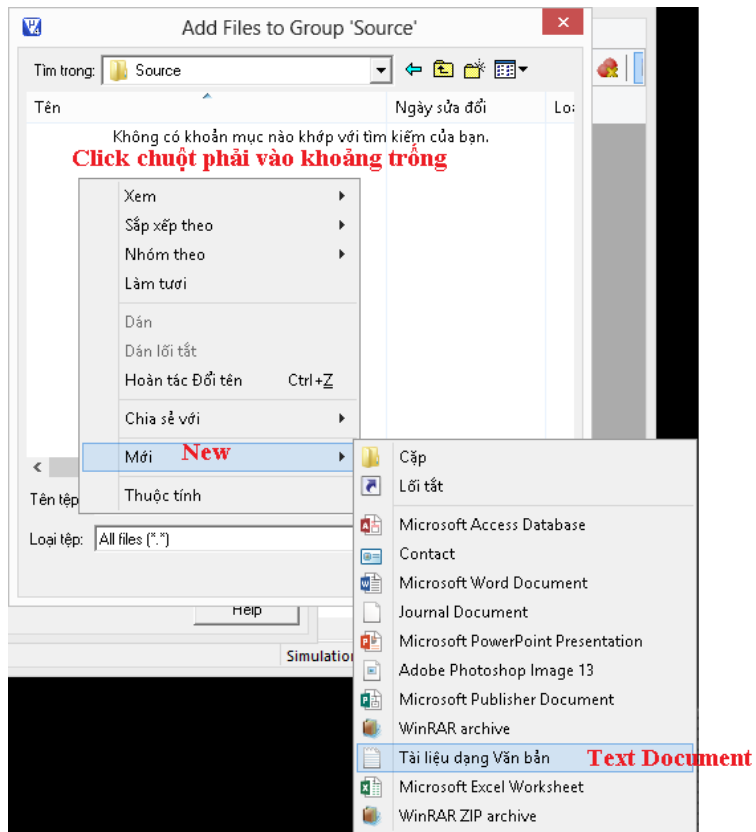 Add Files to Group 'Source'
Tìm trong: Source
Tên Ngày sửa đổi
Không có khoản mục nào khớp với tìm kiếm của bạn.
Click chuột phải vào khoảng trống
Xem
Sắp xếp theo
Nhóm theo
Làm tươi
Dán
Dán lối tắt
Hoàn tác Đổi tên Ctrl+Z
Chia sẻ với
Mới New
Thuộc tính
Tên tệp
Loại tệp: All files (*.*)
Help
Cặp
Lối tắt
Microsoft Access Database
Contact
Microsoft Word Document
Journal Document
Microsoft PowerPoint Presentation
Adobe Photoshop Image 13
Microsoft Publisher Document
WinRAR archive
Tài liệu dạng Văn bản Text Document
Microsoft Excel Worksheet
WinRAR ZIP archive